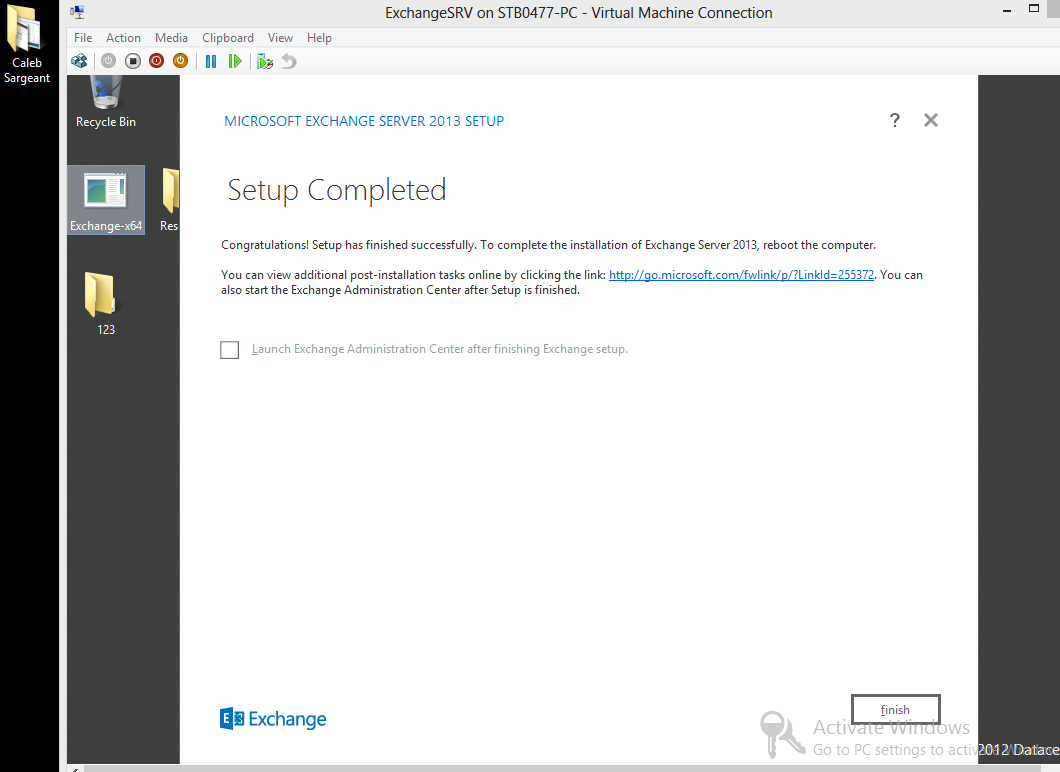 ExchangeSRV on STB0477-PC - Virtual Machine Connection
File Action Media Clipboard View Help
Caleb
Sargeant
Recycle Bin
Exchange-x64
Res
123
MICROSOFT EXCHANGE SERVER 2013 SETUP
? ✕
Setup Completed
Congratulations! Setup has finished successfully. To complete the installation of Exchange Server 2013, reboot the computer.
You can view additional post-installation tasks online by clicking the link: http://go.microsoft.com/fwlink/p/?LinkId=255372. You can
also start the Exchange Administration Center after Setup is finished.
Launch Exchange Administration Center after finishing Exchange setup.
E Exchange
finish
Activate Windows
Go to PC settings to activate Windows.
2012 Datace